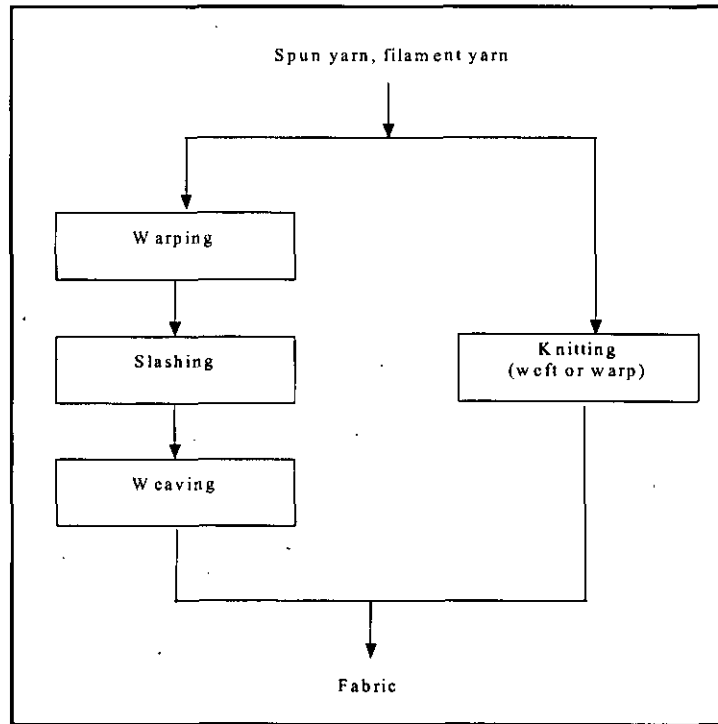 Spun yarn, filament yarn
Warping
Slashing
Knitting
(weft or warp)
Weaving
Fabric